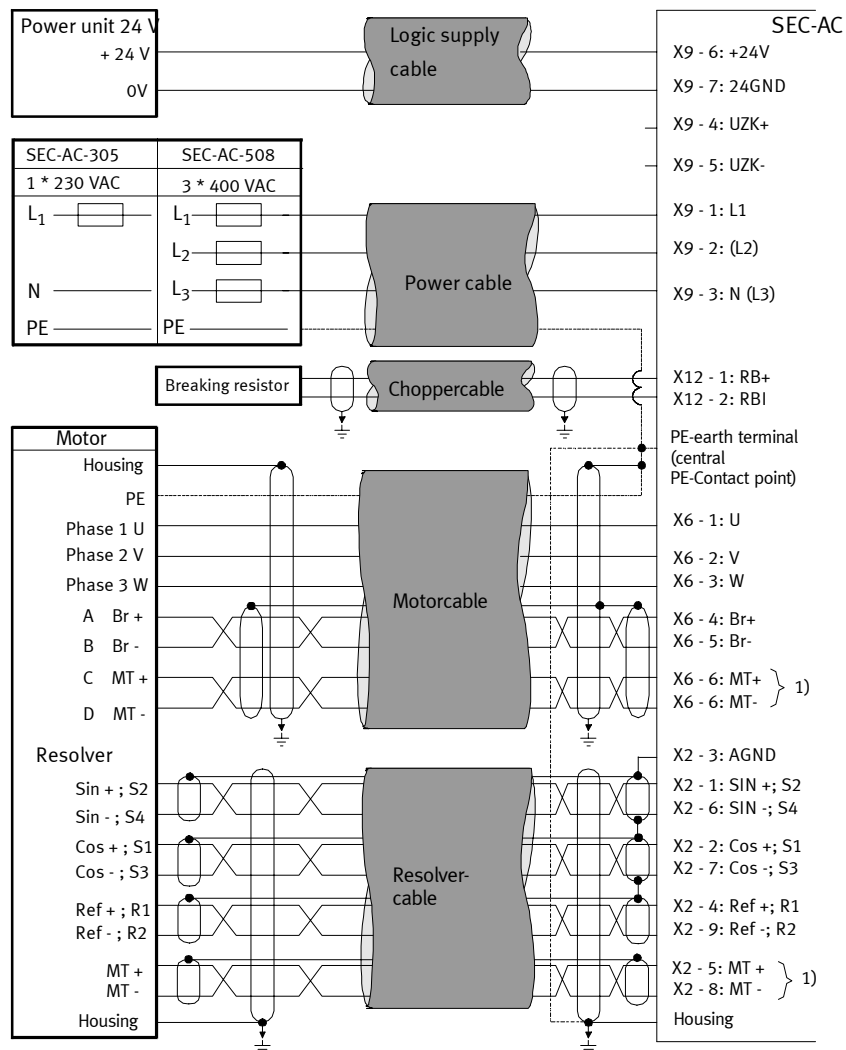 Power unit 24 V
+ 24 V
0V
Logic supply
cable
SEC-AC
X9 - 6: +24V
X9 - 7: 24GND
X9 - 4: UZK+
X9 - 5: UZK-
SEC-AC-305
SEC-AC-508
1 * 230 VAC
3 * 400 VAC
L1
L1
L2
N
L3
PE
PE
Power cable
X9 - 1: L1
X9 - 2: (L2)
X9 - 3: N (L3)
Breaking resistor
Choppercable
X12 - 1: RB+
X12 - 2: RBI
PE-earth terminal
(central
PE-Contact point)
Motor
Housing
PE
Phase 1 U
Phase 2 V
Phase 3 W
A Br +
B Br -
C MT +
D MT -
Motorcable
X6 - 1: U
X6 - 2: V
X6 - 3: W
X6 - 4: Br+
X6 - 5: Br-
X6 - 6: MT+
X6 - 6: MT-
1)
Resolver
Sin + ; S2
Sin - ; S4
Cos + ; S1
Cos - ; S3
Ref + ; R1
Ref - ; R2
MT +
MT -
Housing
Resolver-
cable
X2 - 3: AGND
X2 - 1: SIN +; S2
X2 - 6: SIN -; S4
X2 - 2: Cos +; S1
X2 - 7: Cos -; S3
X2 - 4: Ref +; R1
X2 - 9: Ref -; R2
X2 - 5: MT +
X2 - 8: MT -
1)
Housing